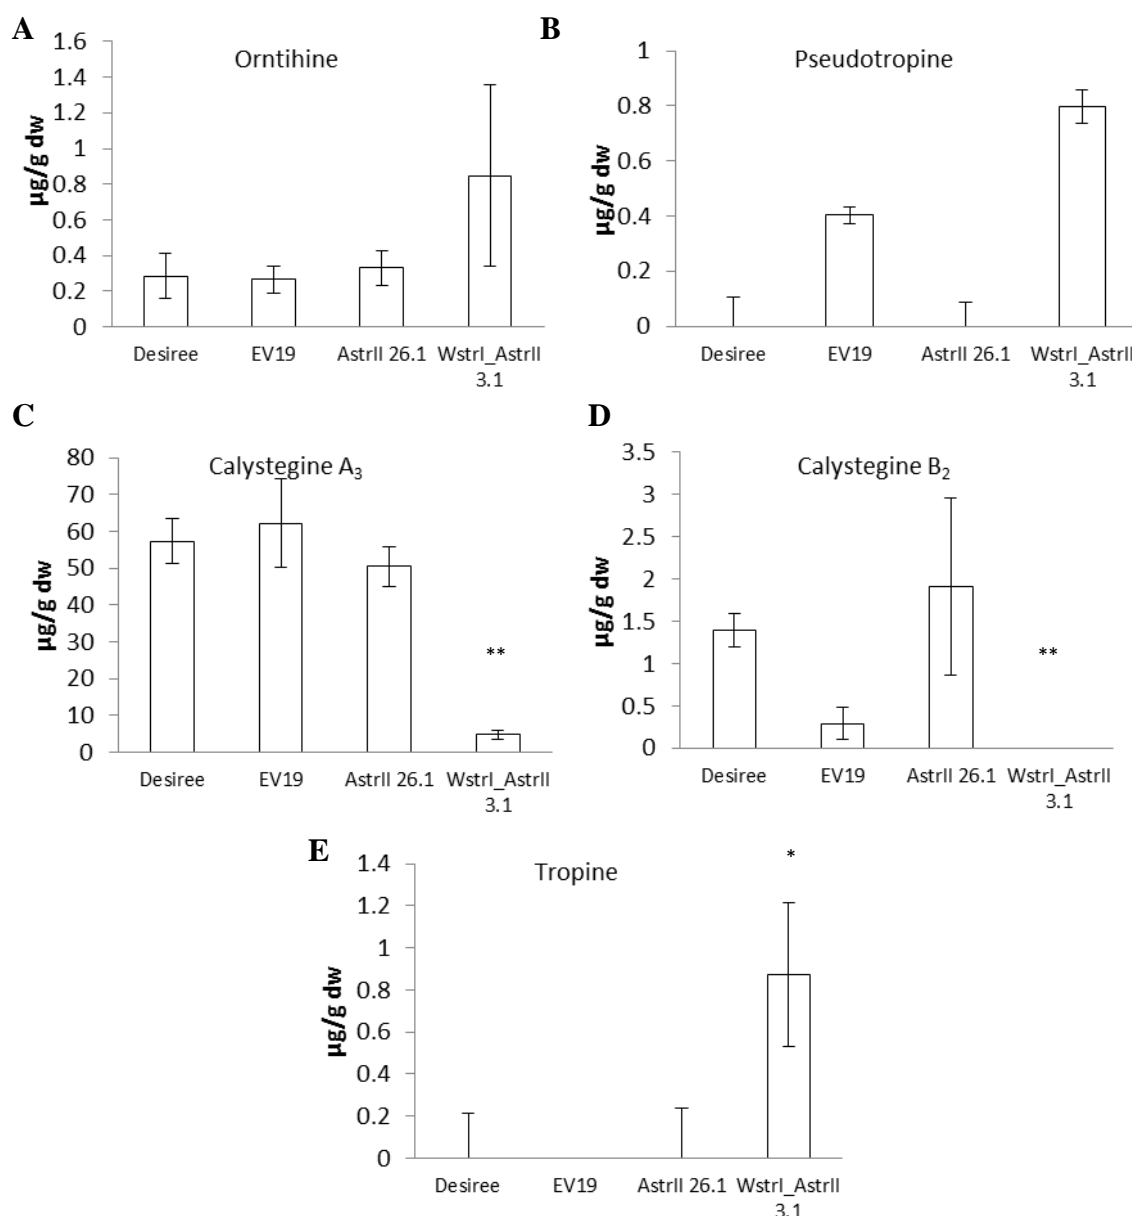 A
Orntihine
µg/g dw
1.6
1.4
1.2
1
0.8
0.6
0.4
0.2
0
Desiree EV19 AstrII 26.1 WstrI_AstrII
3.1
B
Pseudotropine
µg/g dw
1
0.8
0.6
0.4
0.2
0
Desiree EV19 AstrII 26.1 WstrI_AstrII
3.1
C
Calystegine A₃
µg/g dw
80
70
60
50
40
30
20
10
0
**
Desiree EV19 AstrII 26.1 WstrI_AstrII
3.1
D
Calystegine B₂
µg/g dw
3.5
3
2.5
2
1.5
1
0.5
0
**
Desiree EV19 AstrII 26.1 WstrI_AstrII
3.1
E
Tropine
µg/g dw
1.4
1.2
1
0.8
0.6
0.4
0.2
0
*
Desiree EV19 AstrII 26.1 WstrI_AstrII
3.1